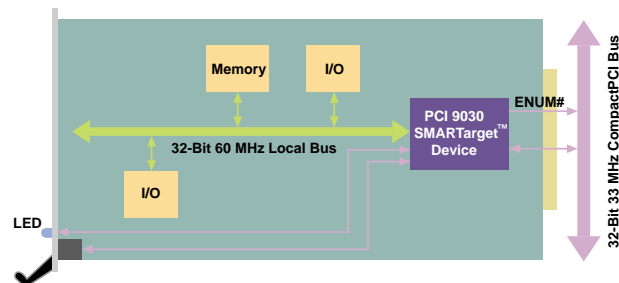 Memory
I/O
ENUM#
PCI 9030
SMARTarget™
Device
32-Bit 60 MHz Local Bus
I/O
LED
32-Bit 33 MHz CompactPCI Bus